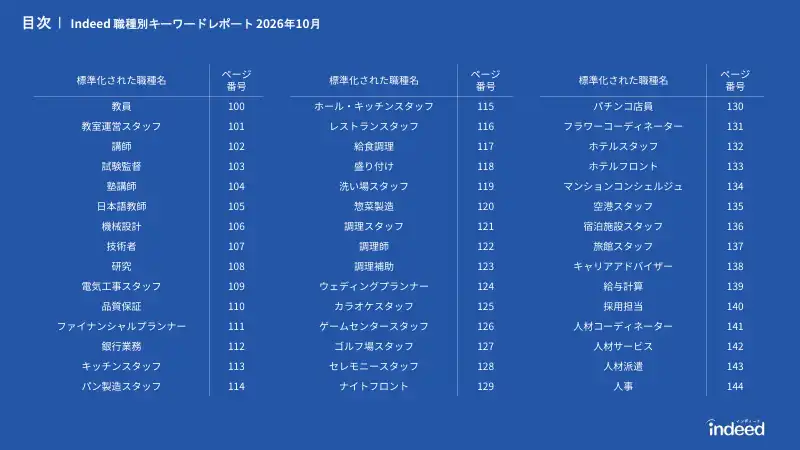 目次 | Indeed 職種別キーワードレポート 2026年10月
標準化された職種名 ページ番号
教員 100
教室運営スタッフ 101
講師 102
試験監督 103
塾講師 104
日本語教師 105
機械設計 106
技術者 107
研究 108
電気工事スタッフ 109
品質保証 110
ファイナンシャルプランナー 111
銀行業務 112
キッチンスタッフ 113
パン製造スタッフ 114
標準化された職種名 ページ番号
ホール・キッチンスタッフ 115
レストランスタッフ 116
給食調理 117
盛り付け 118
洗い場スタッフ 119
惣菜製造 120
調理スタッフ 121
調理師 122
調理補助 123
ウェディングプランナー 124
カラオケスタッフ 125
ゲームセンタースタッフ 126
ゴルフ場スタッフ 127
セレモニースタッフ 128
ナイトフロント 129
標準化された職種名 ページ番号
パチンコ店員 130
フラワーコーディネーター 131
ホテルスタッフ 132
ホテルフロント 133
マンションコンシェルジュ 134
空港スタッフ 135
宿泊施設スタッフ 136
旅館スタッフ 137
キャリアアドバイザー 138
給与計算 139
採用担当 140
人材コーディネーター 141
人材サービス 142
人材派遣 143
人事 144
インディード
indeed